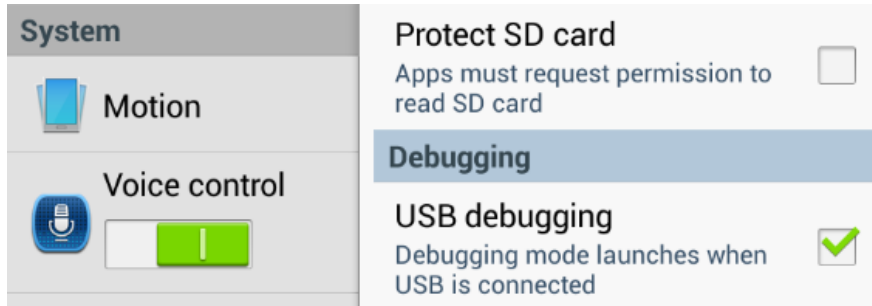 System
Motion
Voice control
Protect SD card
Apps must request permission to
read SD card
Debugging
USB debugging
Debugging mode launches when
USB is connected